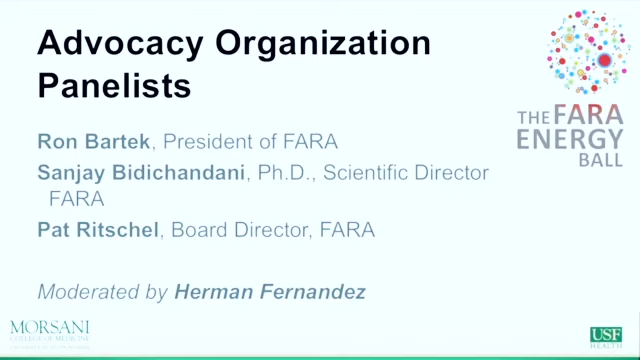 Advocacy Organization
Panelists
THE FARA
ENERGY
BALL
Ron Bartek, President of FARA
Sanjay Bidichandani, Ph.D., Scientific Director
FARA
Pat Ritschel, Board Director, FARA
Moderated by Herman Fernandez
MORSANI
COLLEGE OF MEDICINE
USF
HEALTH